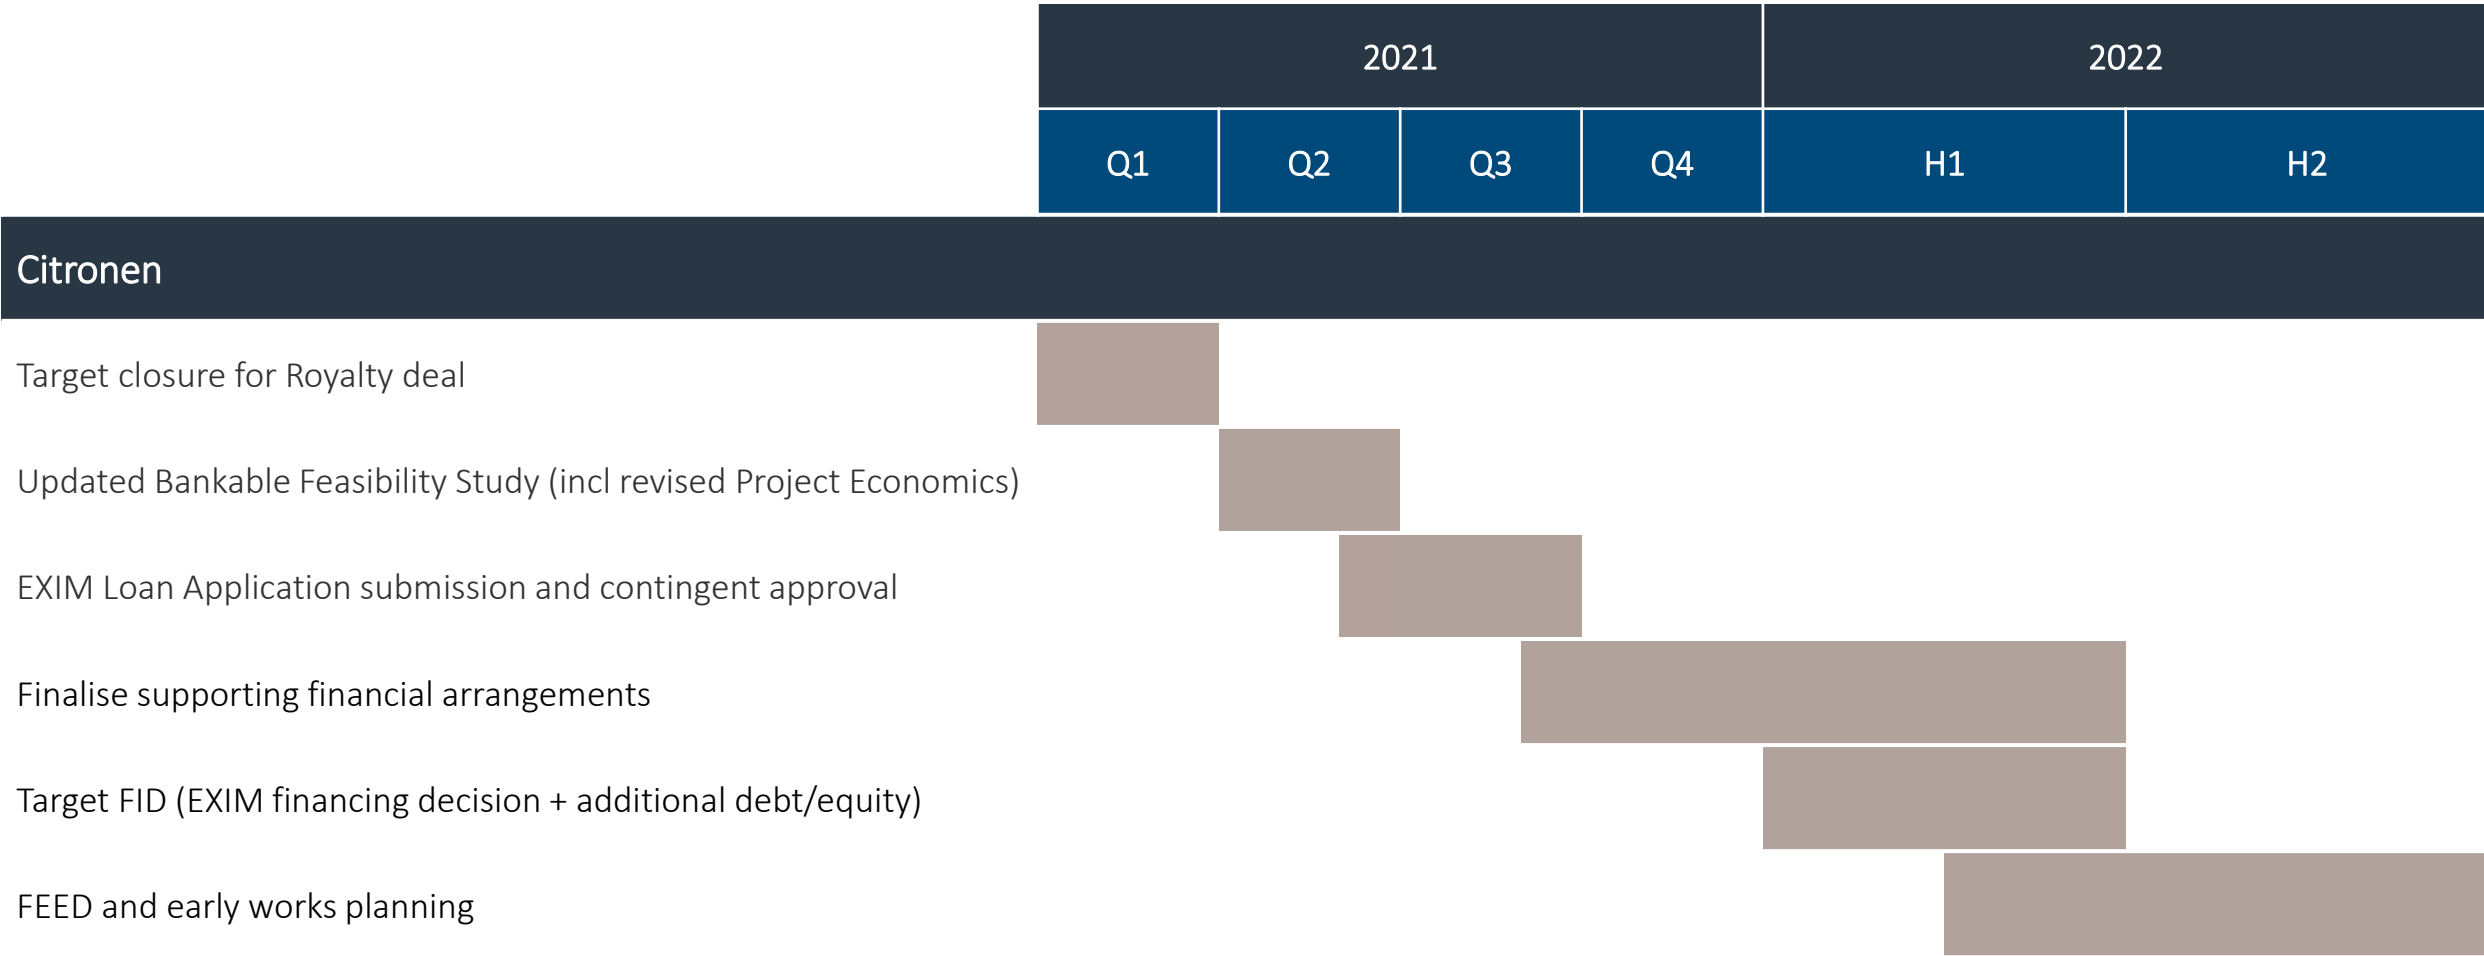 2021 2022
Q1 Q2 Q3 Q4 H1 H2
Citronen
Target closure for Royalty deal
Updated Bankable Feasibility Study (incl revised Project Economics)
EXIM Loan Application submission and contingent approval
Finalise supporting financial arrangements
Target FID (EXIM financing decision + additional debt/equity)
FEED and early works planning